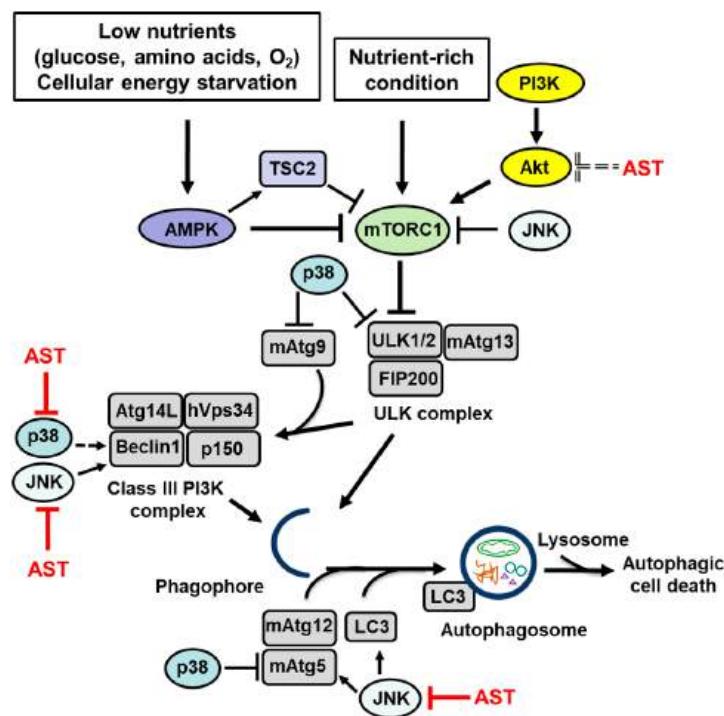 Low nutrients
(glucose, amino acids, O₂)
Cellular energy starvation
Nutrient-rich
condition
PI3K
TSC2
Akt
AST
AMPK
mTORC1
JNK
p38
mAtg9
ULK1/2
mAtg13
FIP200
ULK complex
AST
p38
JNK
AST
Atg14L
hVps34
Beclin1
p150
Class III PI3K
complex
Phagophore
Lysosome
Autophagic
cell death
LC3
Autophagosome
mAtg12
LC3
mAtg5
p38
JNK
AST